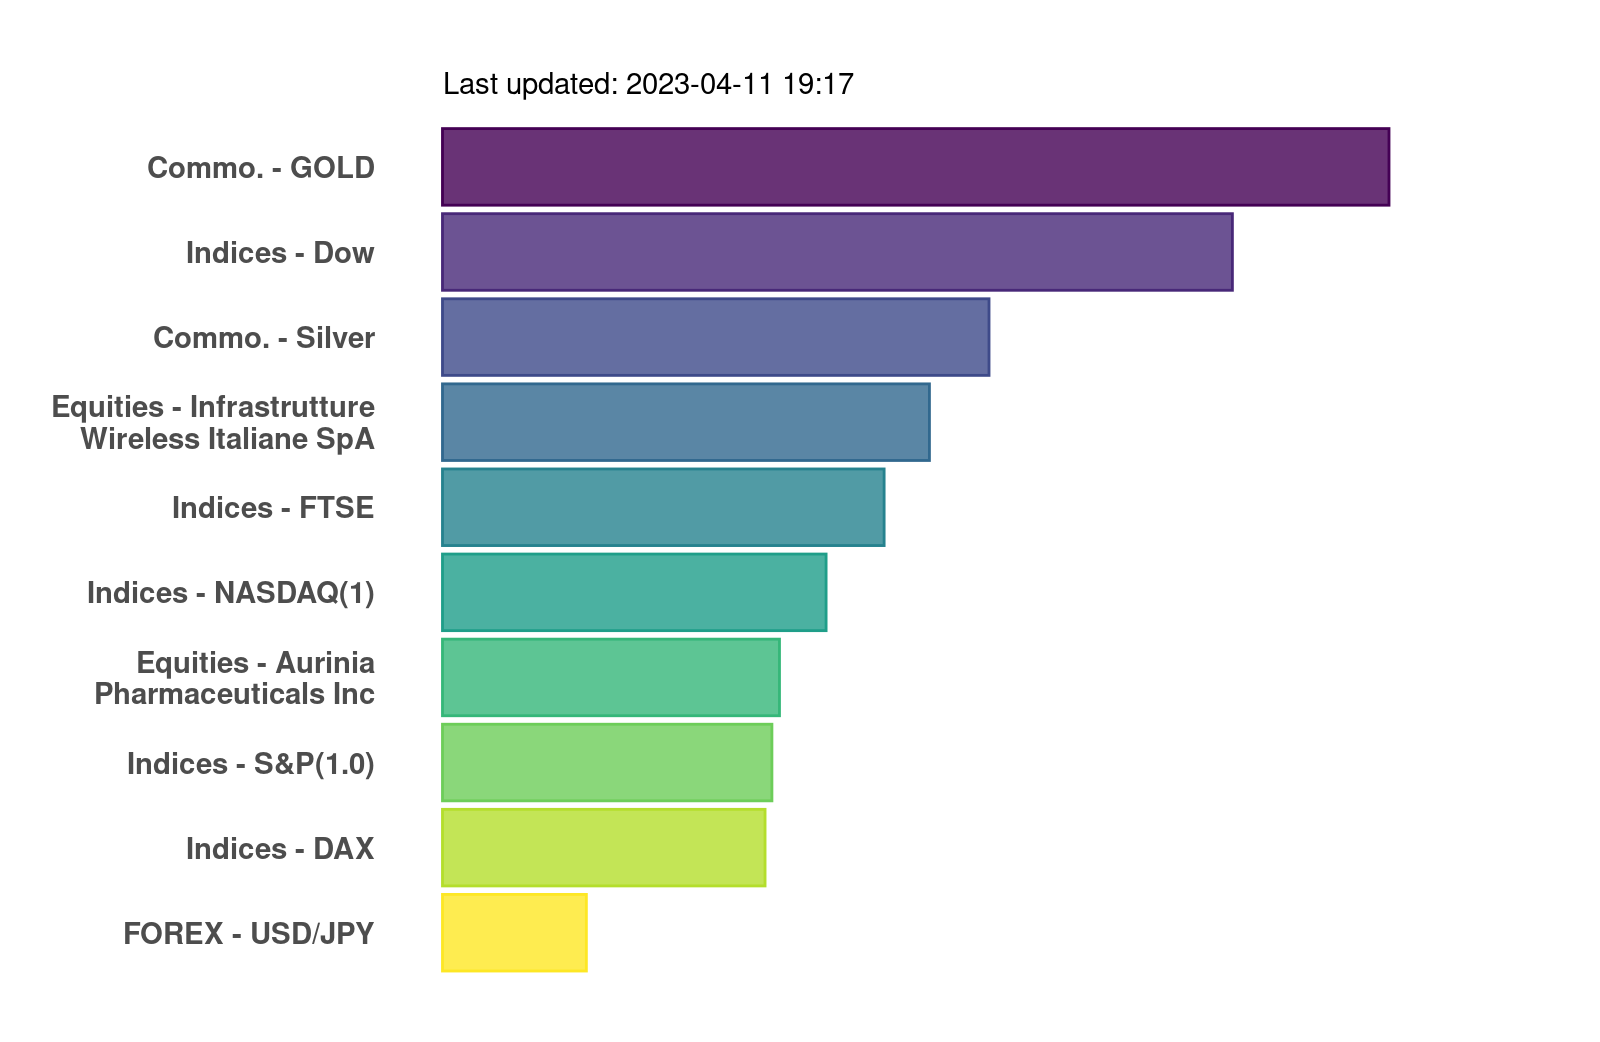 Last updated: 2023-04-11 19:17
Commo. - GOLD
Indices - Dow
Commo. - Silver
Equities - Infrastrutture
Wireless Italiane SpA
Indices - FTSE
Indices - NASDAQ(1)
Equities - Aurinia
Pharmaceuticals Inc
Indices - S&P(1.0)
Indices - DAX
FOREX - USD/JPY